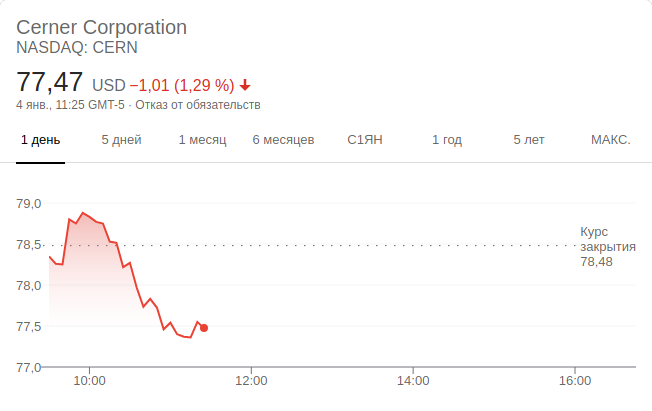 Cerner Corporation
NASDAQ: CERN
77,47 USD −1,01 (1,29 %)
4 янв., 11:25 GMT-5 · Отказ от обязательств
1 день 5 дней 1 месяц 6 месяцев С1ЯН 1 год 5 лет МАКС.
79,0
78,5
78,0
77,5
77,0
Курс
закрытия
78,48
10:00 12:00 14:00 16:00